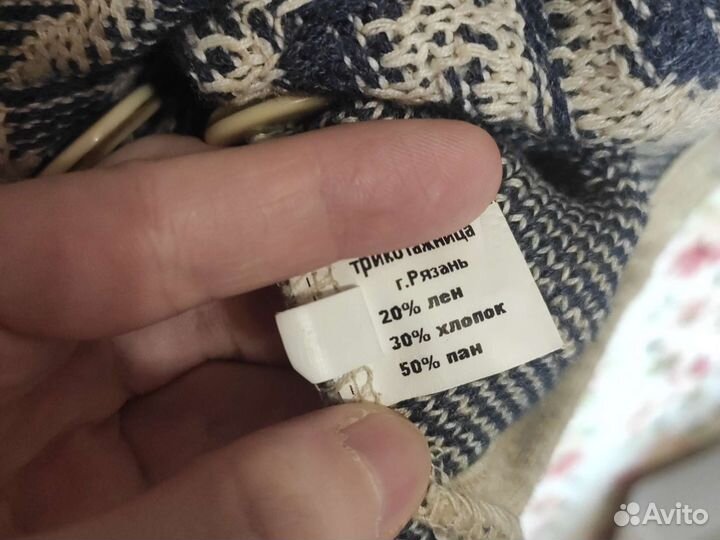 трикотажница
г.Рязань
20% лен
30% хлопок
50% пан
Avito